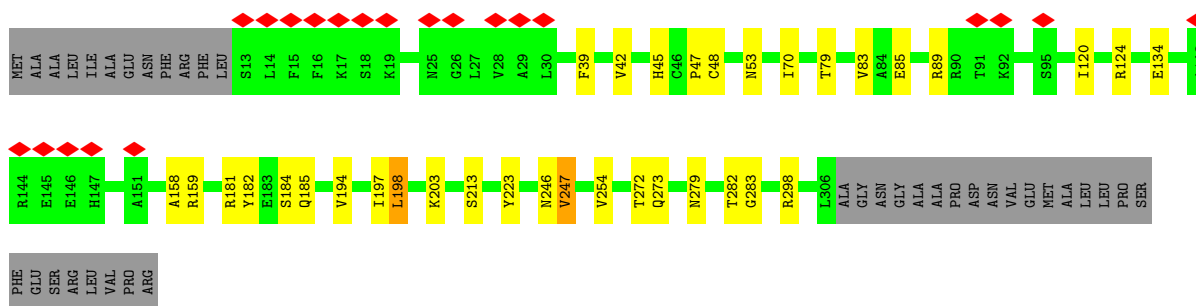 MET ALA ALA LEU ILE ALA GLU ASN PHE ARG PHE LEU S13 L14 F15 F16 K17 S18 K19 N25 G26 L27 V28 A29 L30 F39 V42 H45 C46 P47 C48 N53 I70 T79 V83 A84 E85 R89 R90 T91 K92 S95 I120 R124 E134
R144 E145 E146 H147 A151 A158 R159 R181 Y182 E183 S184 Q185 V194 I197 L198 K203 S213 Y223 N246 V247 V254 T272 Q273 N279 T282 G283 R298 L306 ALA GLY ASN GLY ALA ALA PRO ASP ASN VAL GLU MET ALA LEU LEU PRO SER
PHE GLU SER ARG LEU VAL PRO ARG